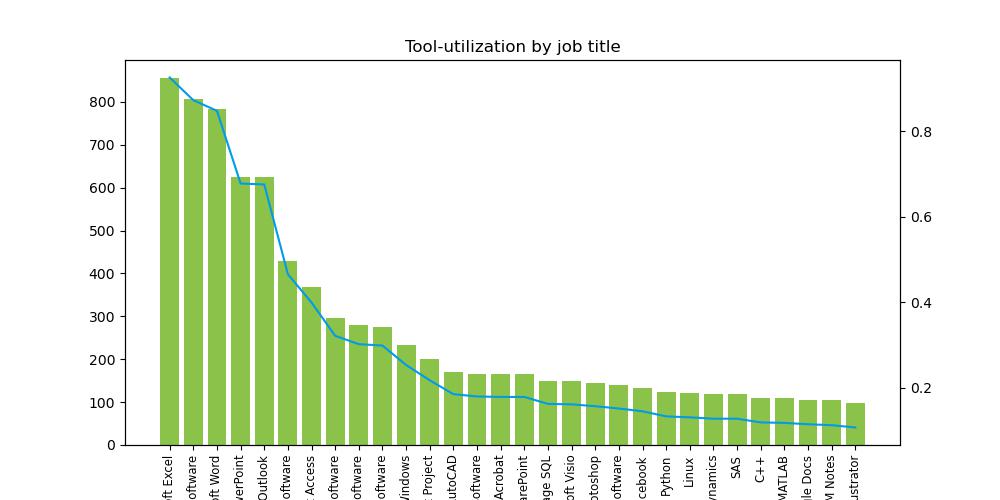 Tool-utilization by job title
800
700
600
500
400
300
200
100
0
0.8
0.6
0.4
0.2
ft Excel
oftware
ft Word
verPoint
Outlook
oftware
Access
oftware
oftware
oftware
Windows
Project
utoCAD
oftware
Acrobat
arePoint
ge SQL
oft Visio
otoshop
oftware
cebook
Python
Linux
ynamics
SAS
C++
MATLAB
le Docs
M Notes
ustrator